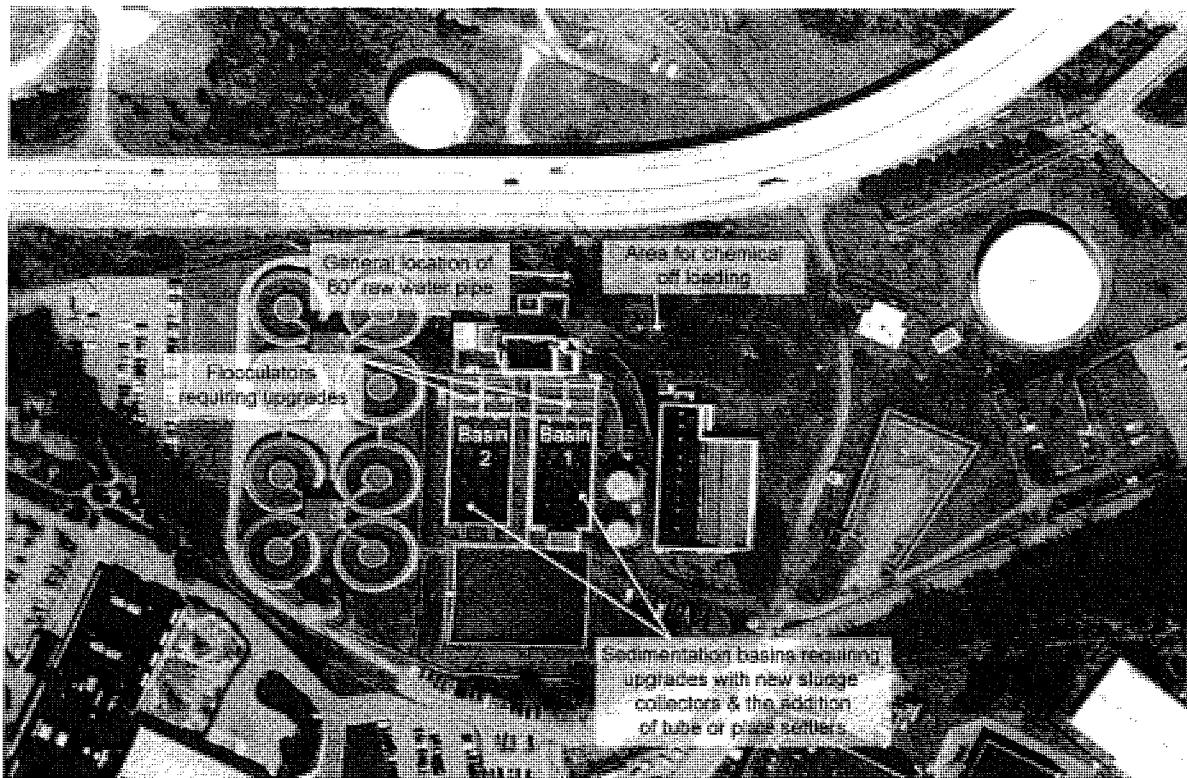 General location of
80" raw water pipe
Area for chemical
off loading
Flocculators
requiring upgrades
Basin
2
Basin
1
Sedimentation basins requiring
upgrades with new sludge
collectors & the addition
of tube or plate settlers